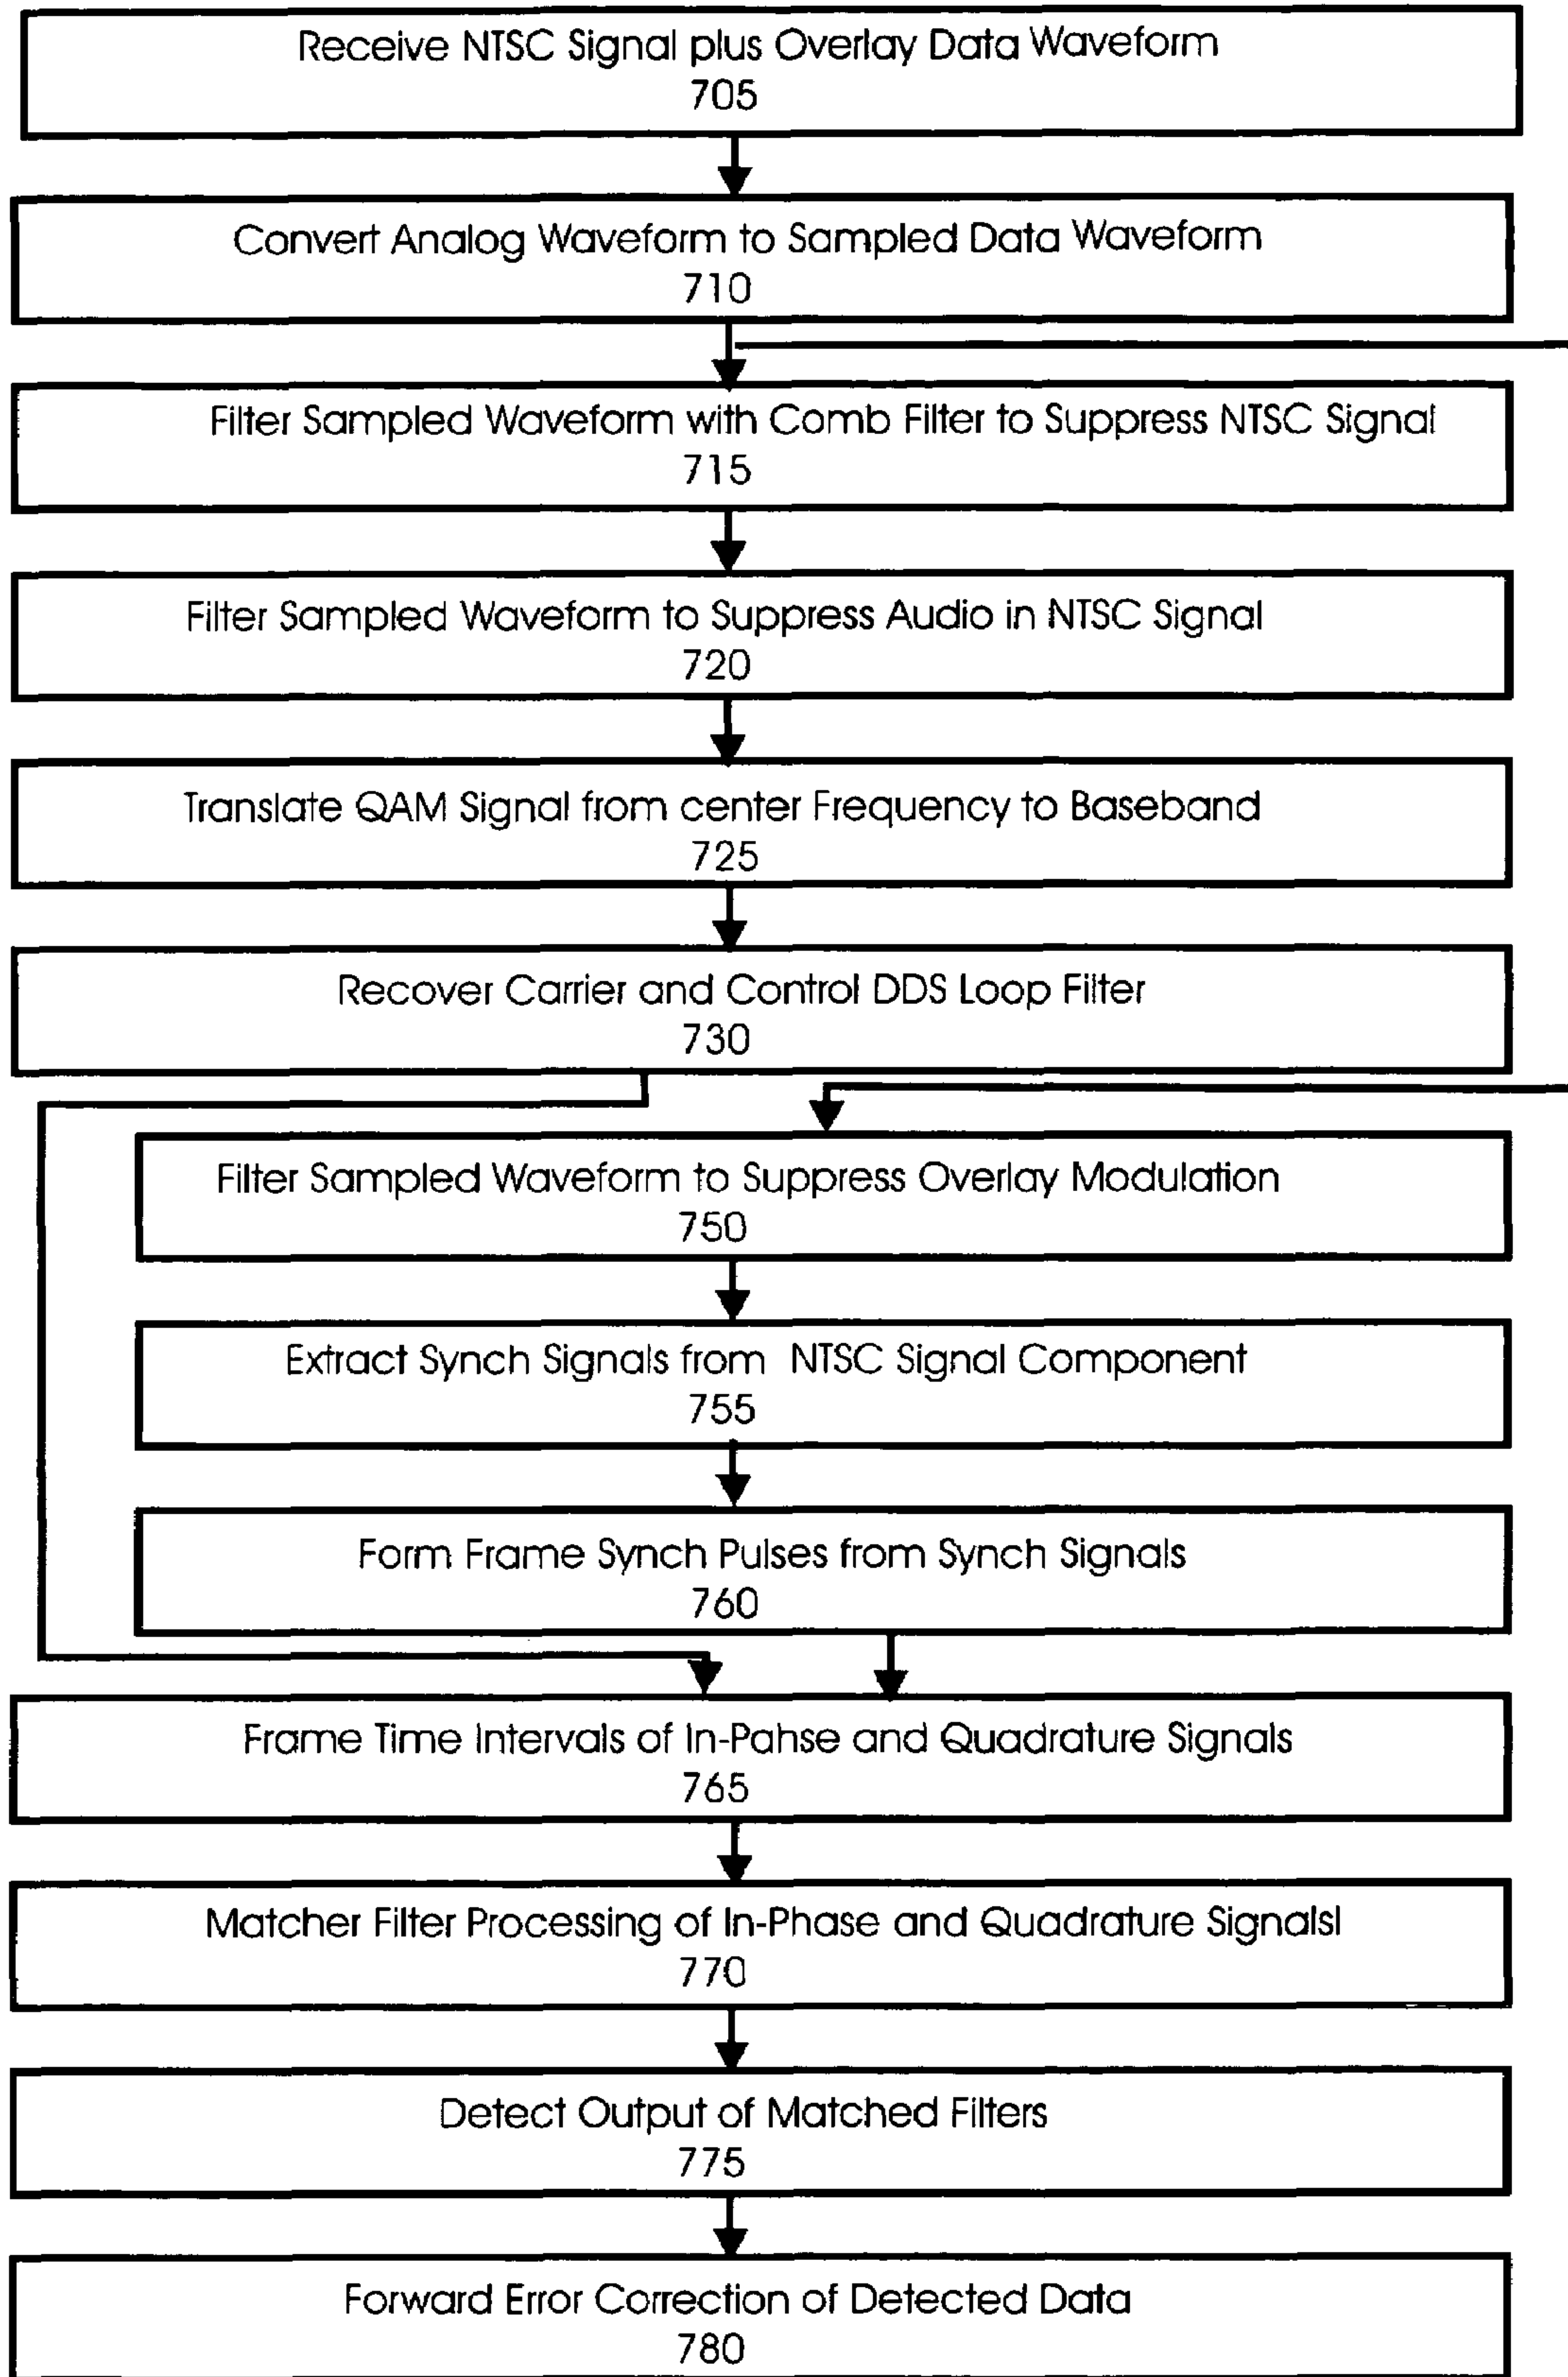 Receive NTSC Signal plus Overlay Data Waveform
705
Convert Analog Waveform to Sampled Data Waveform
710
Filter Sampled Waveform with Comb Filter to Suppress NTSC Signal
715
Filter Sampled Waveform to Suppress Audio in NTSC Signal
720
Translate QAM Signal from center Frequency to Baseband
725
Recover Carrier and Control DDS Loop Filter
730
Filter Sampled Waveform to Suppress Overlay Modulation
750
Extract Synch Signals from NTSC Signal Component
755
Form Frame Synch Pulses from Synch Signals
760
Frame Time Intervals of In-Pahse and Quadrature Signals
765
Matcher Filter Processing of In-Phase and Quadrature Signalsl
770
Detect Output of Matched Filters
775
Forward Error Correction of Detected Data
780